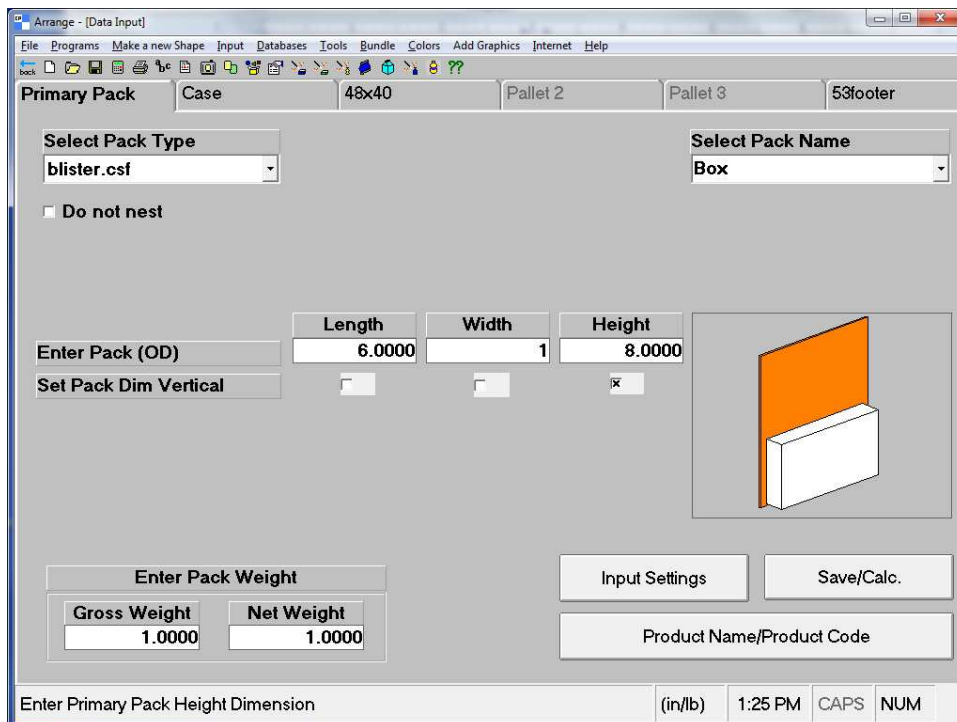 Arrange - [Data Input]
File Programs Make a new Shape Input Databases Tools Bundle Colors Add Graphics Internet Help
back ??
Primary Pack Case 48x40 Pallet 2 Pallet 3 53footer
Select Pack Type Select Pack Name
blister.csf Box
Do not nest
Length Width Height
Enter Pack (OD) 6.0000 1 8.0000
Set Pack Dim Vertical
Enter Pack Weight Input Settings Save/Calc.
Gross Weight Net Weight
1.0000 1.0000 Product Name/Product Code
Enter Primary Pack Height Dimension (in/lb) 1:25 PM CAPS NUM